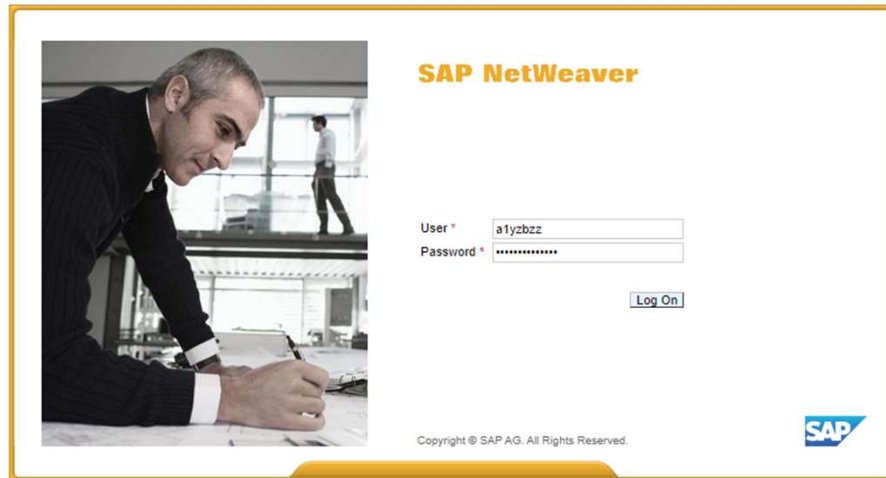 SAP NetWeaver
User *
a1yzbzz
Password *
••••••••••••••
Log On
Copyright © SAP AG. All Rights Reserved.
SAP